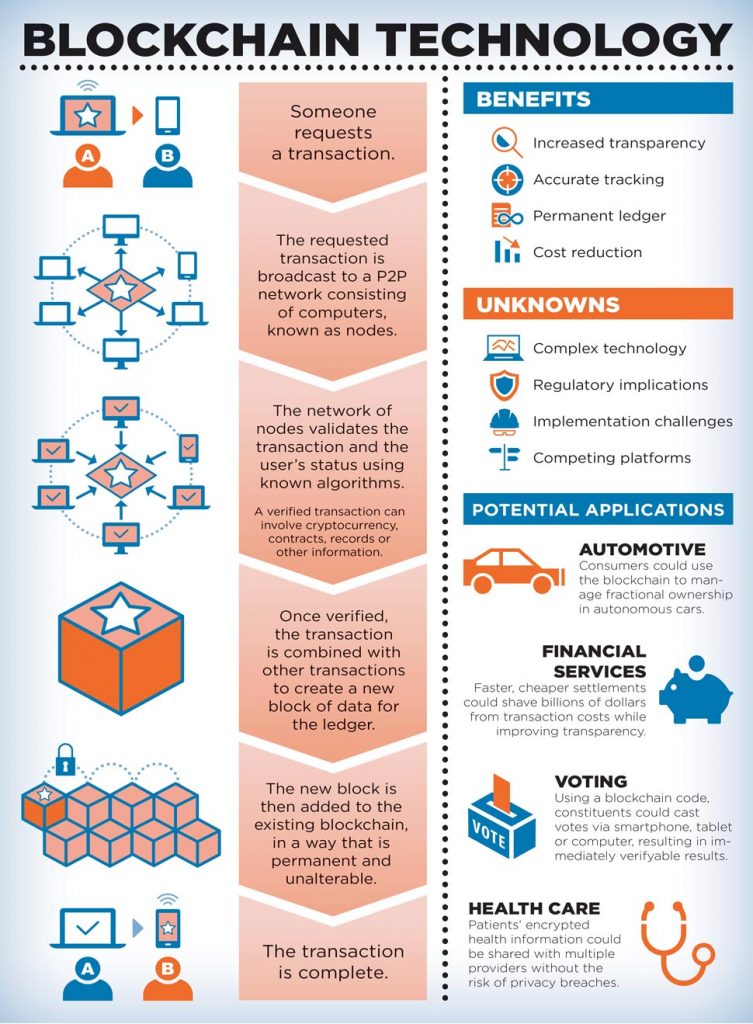 BLOCKCHAIN TECHNOLOGY
A
B
Someone
requests
a transaction.
The requested
transaction is
broadcast to a P2P
network consisting
of computers,
known as nodes.
The network of
nodes validates the
transaction and the
user's status using
known algorithms.
A verified transaction can
involve cryptocurrency,
contracts, records or
other information.
Once verified,
the transaction
is combined with
other transactions
to create a new
block of data for
the ledger.
The new block is
then added to the
existing blockchain,
in a way that is
permanent and
unalterable.
A
B
The transaction
is complete.
BENEFITS
Increased transparency
Accurate tracking
Permanent ledger
Cost reduction
UNKNOWNS
Complex technology
Regulatory implications
Implementation challenges
Competing platforms
POTENTIAL APPLICATIONS
AUTOMOTIVE
Consumers could use
the blockchain to man-
age fractional ownership
in autonomous cars.
FINANCIAL
SERVICES
Faster, cheaper settlements
could shave billions of dollars
from transaction costs while
improving transparency.
VOTE
VOTING
Using a blockchain code,
constituents could cast
votes via smartphone, tablet
or computer, resulting in im-
mediately verifyable results.
HEALTH CARE
Patients' encrypted
health information could
be shared with multiple
providers without the
risk of privacy breaches.